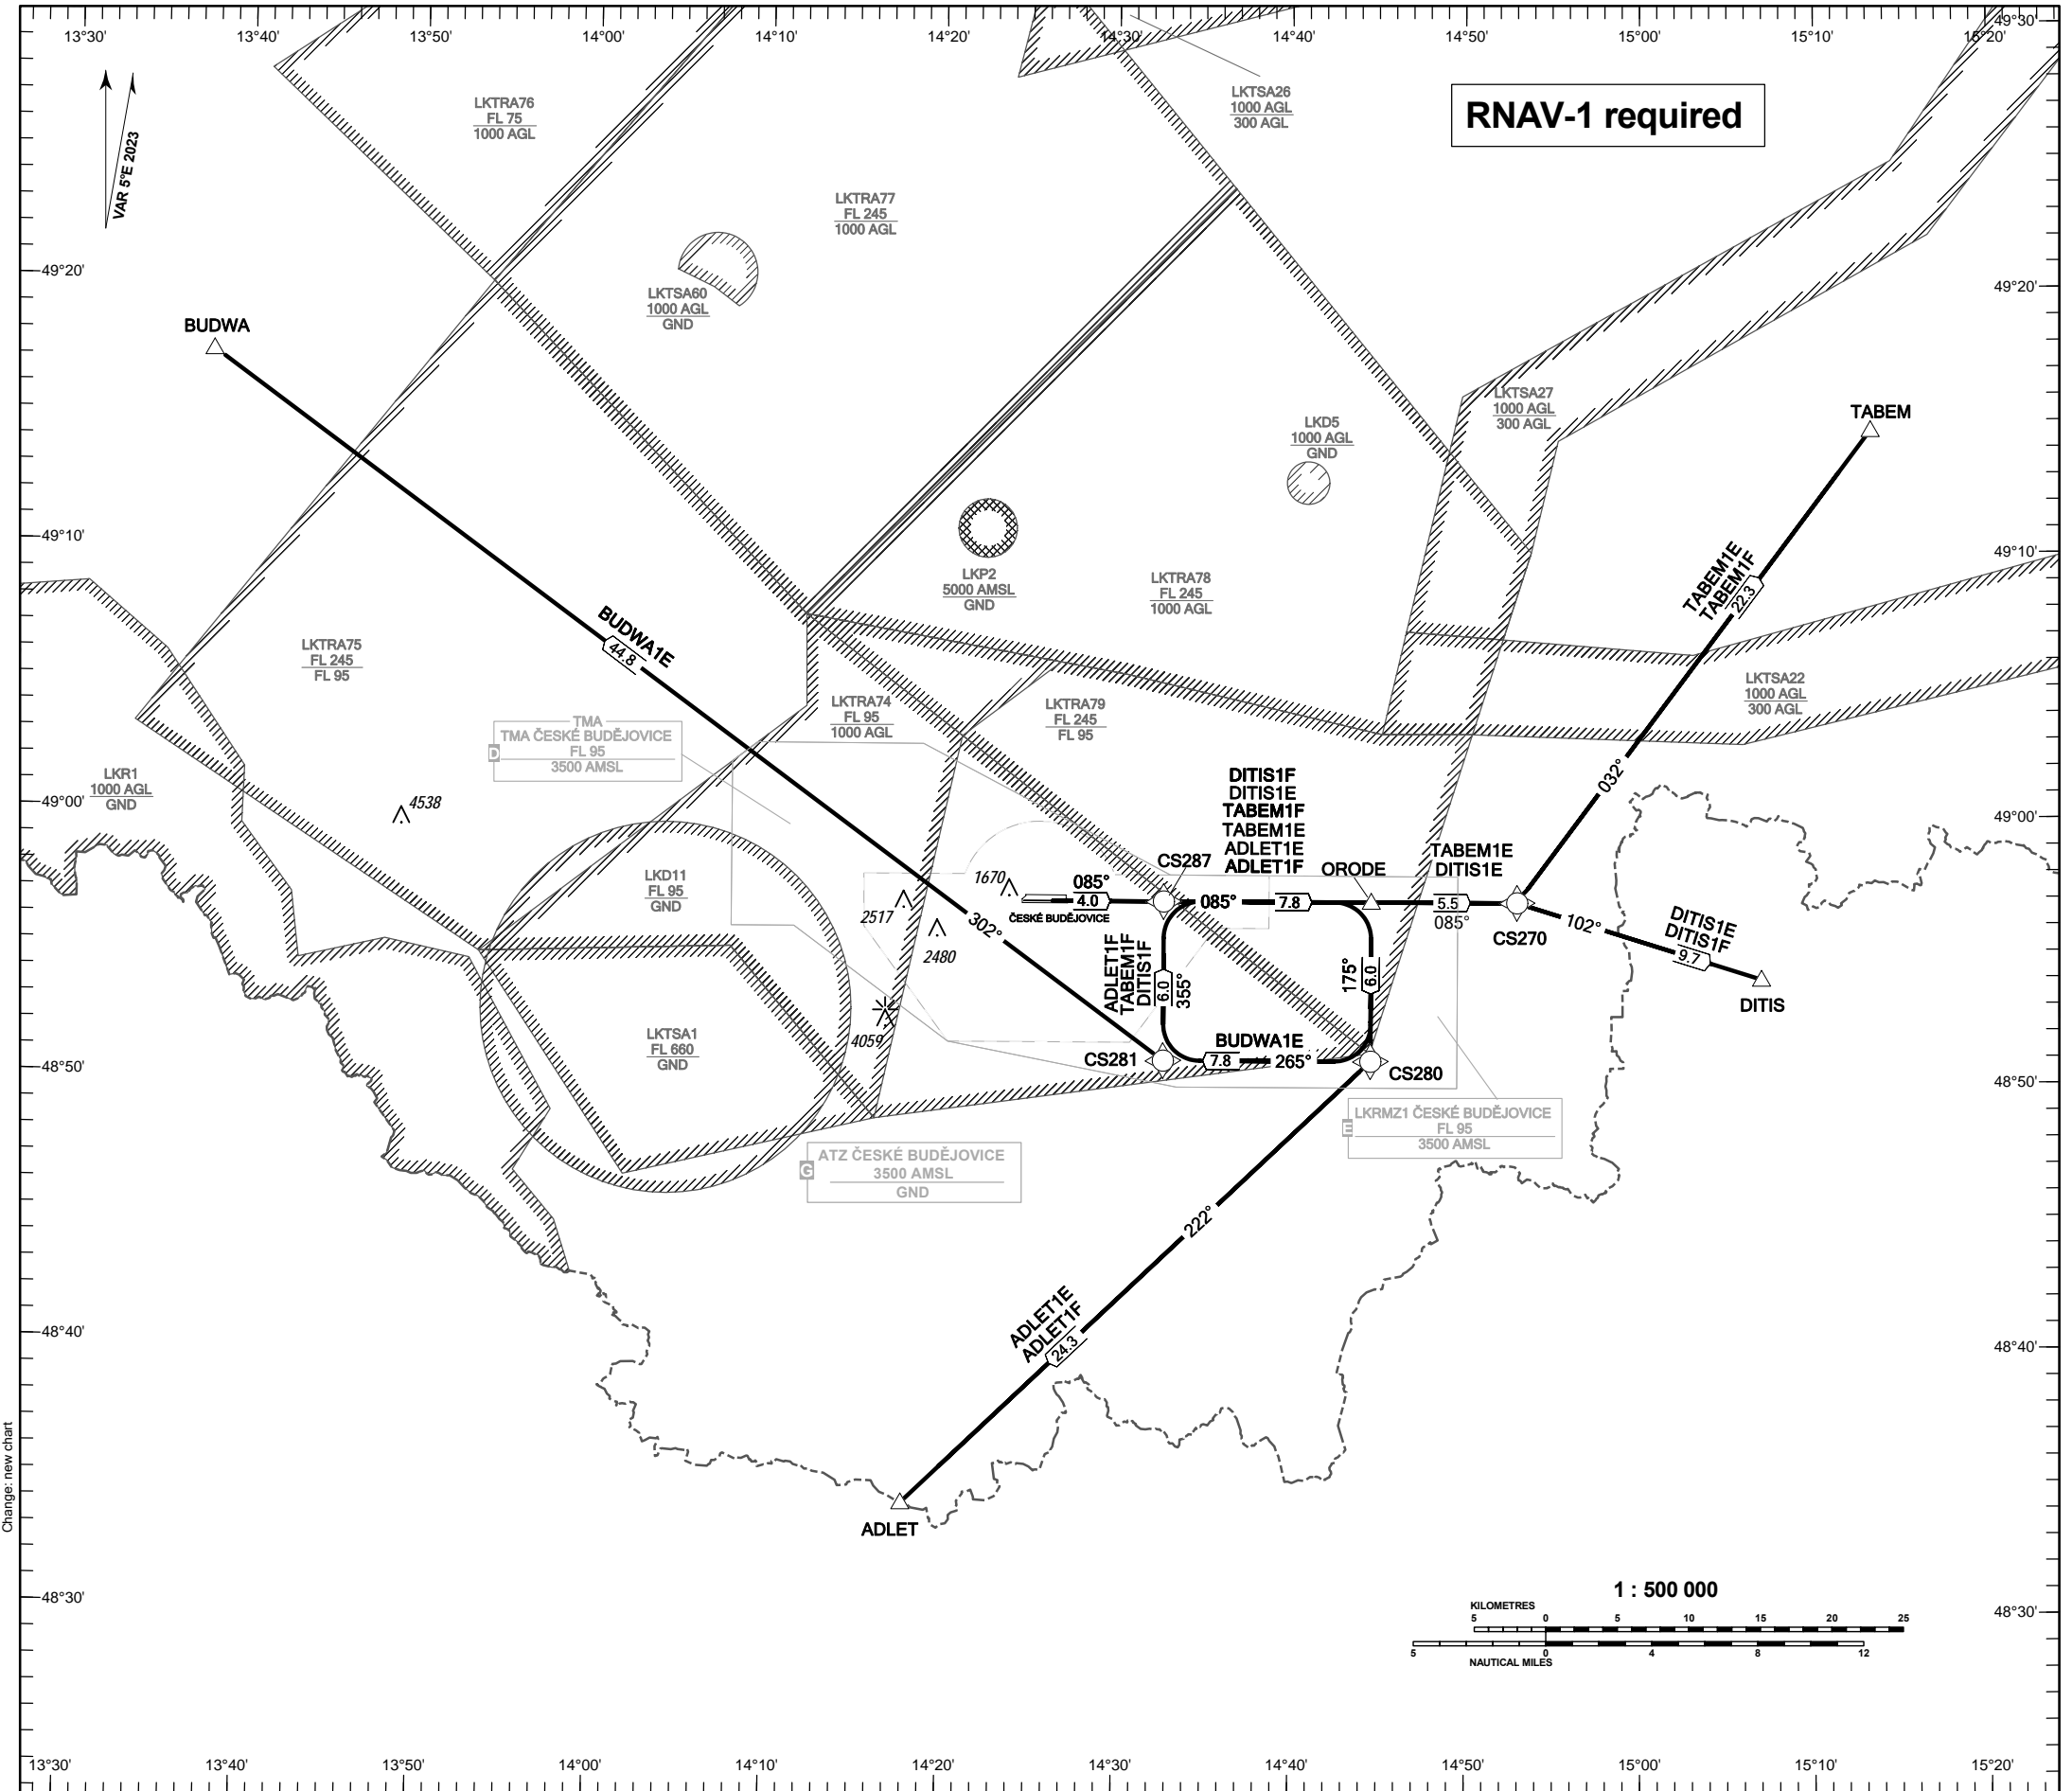 13°30' 13°40' 13°50' 14°00' 14°10' 14°20' 14°30' 14°40' 14°50' 15°00' 15°10' 15°20' 49°30'
VAR 5°E 2023
RNAV-1 required
LKTRA76
FL 75
1000 AGL
LKTSA26
1000 AGL
300 AGL
LKTRA77
FL 245
1000 AGL
49°20'
49°20'
LKTSA60
1000 AGL
GND
BUDWA
LKTSA27
1000 AGL
300 AGL
TABEM
LKD5
1000 AGL
GND
49°10'
49°10'
LKP2
5000 AMSL
GND
LKTRA78
FL 245
1000 AGL
TABEM1E
TABEM1F
22.3
BUDWA1E
44.8
LKTRA75
FL 245
FL 95
LKTSA22
1000 AGL
300 AGL
LKTRA74
FL 95
1000 AGL
LKTRA79
FL 245
FL 95
TMA
TMA ČESKÉ BUDĚJOVICE
FL 95
3500 AMSL
D
LKR1
1000 AGL
GND
032°
49°00'
49°00'
4538
DITIS1F
DITIS1E
TABEM1F
TABEM1E
ADLET1E
ADLET1F
CS287
ORODE
TABEM1E
DITIS1E
LKD11
FL 95
GND
1670
085°
4.0
ČESKÉ BUDĚJOVICE
085°
7.8
5.5
085°
CS270
102°
DITIS1E
DITIS1F
9.7
DITIS
2517
2480
302°
ADLET1F
TABEM1F
DITIS1F
6.0
355°
175°
6.0
4059
LKTSA1
FL 660
GND
BUDWA1E
CS281
7.8
265°
CS280
48°50'
48°50'
LKRMZ1 ČESKÉ BUDĚJOVICE
FL 95
3500 AMSL
E
ATZ ČESKÉ BUDĚJOVICE
3500 AMSL
GND
G
222°
ADLET1E
ADLET1F
24.3
48°40'
48°40'
ADLET
Change: new chart
48°30'
48°30'
1 : 500 000
KILOMETRES
5 0 5 10 15 20 25
5 0 4 8 12
NAUTICAL MILES
13°30' 13°40' 13°50' 14°00' 14°10' 14°20' 14°30' 14°40' 14°50' 15°00' 15°10' 15°20'